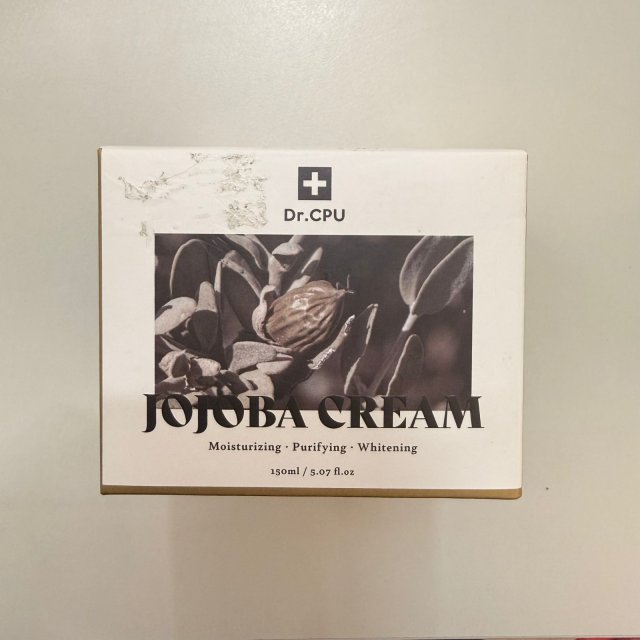 Dr.CPU
JOJOBA CREAM
Moisturizing · Purifying · Whitening
150ml / 5.07 fl.oz